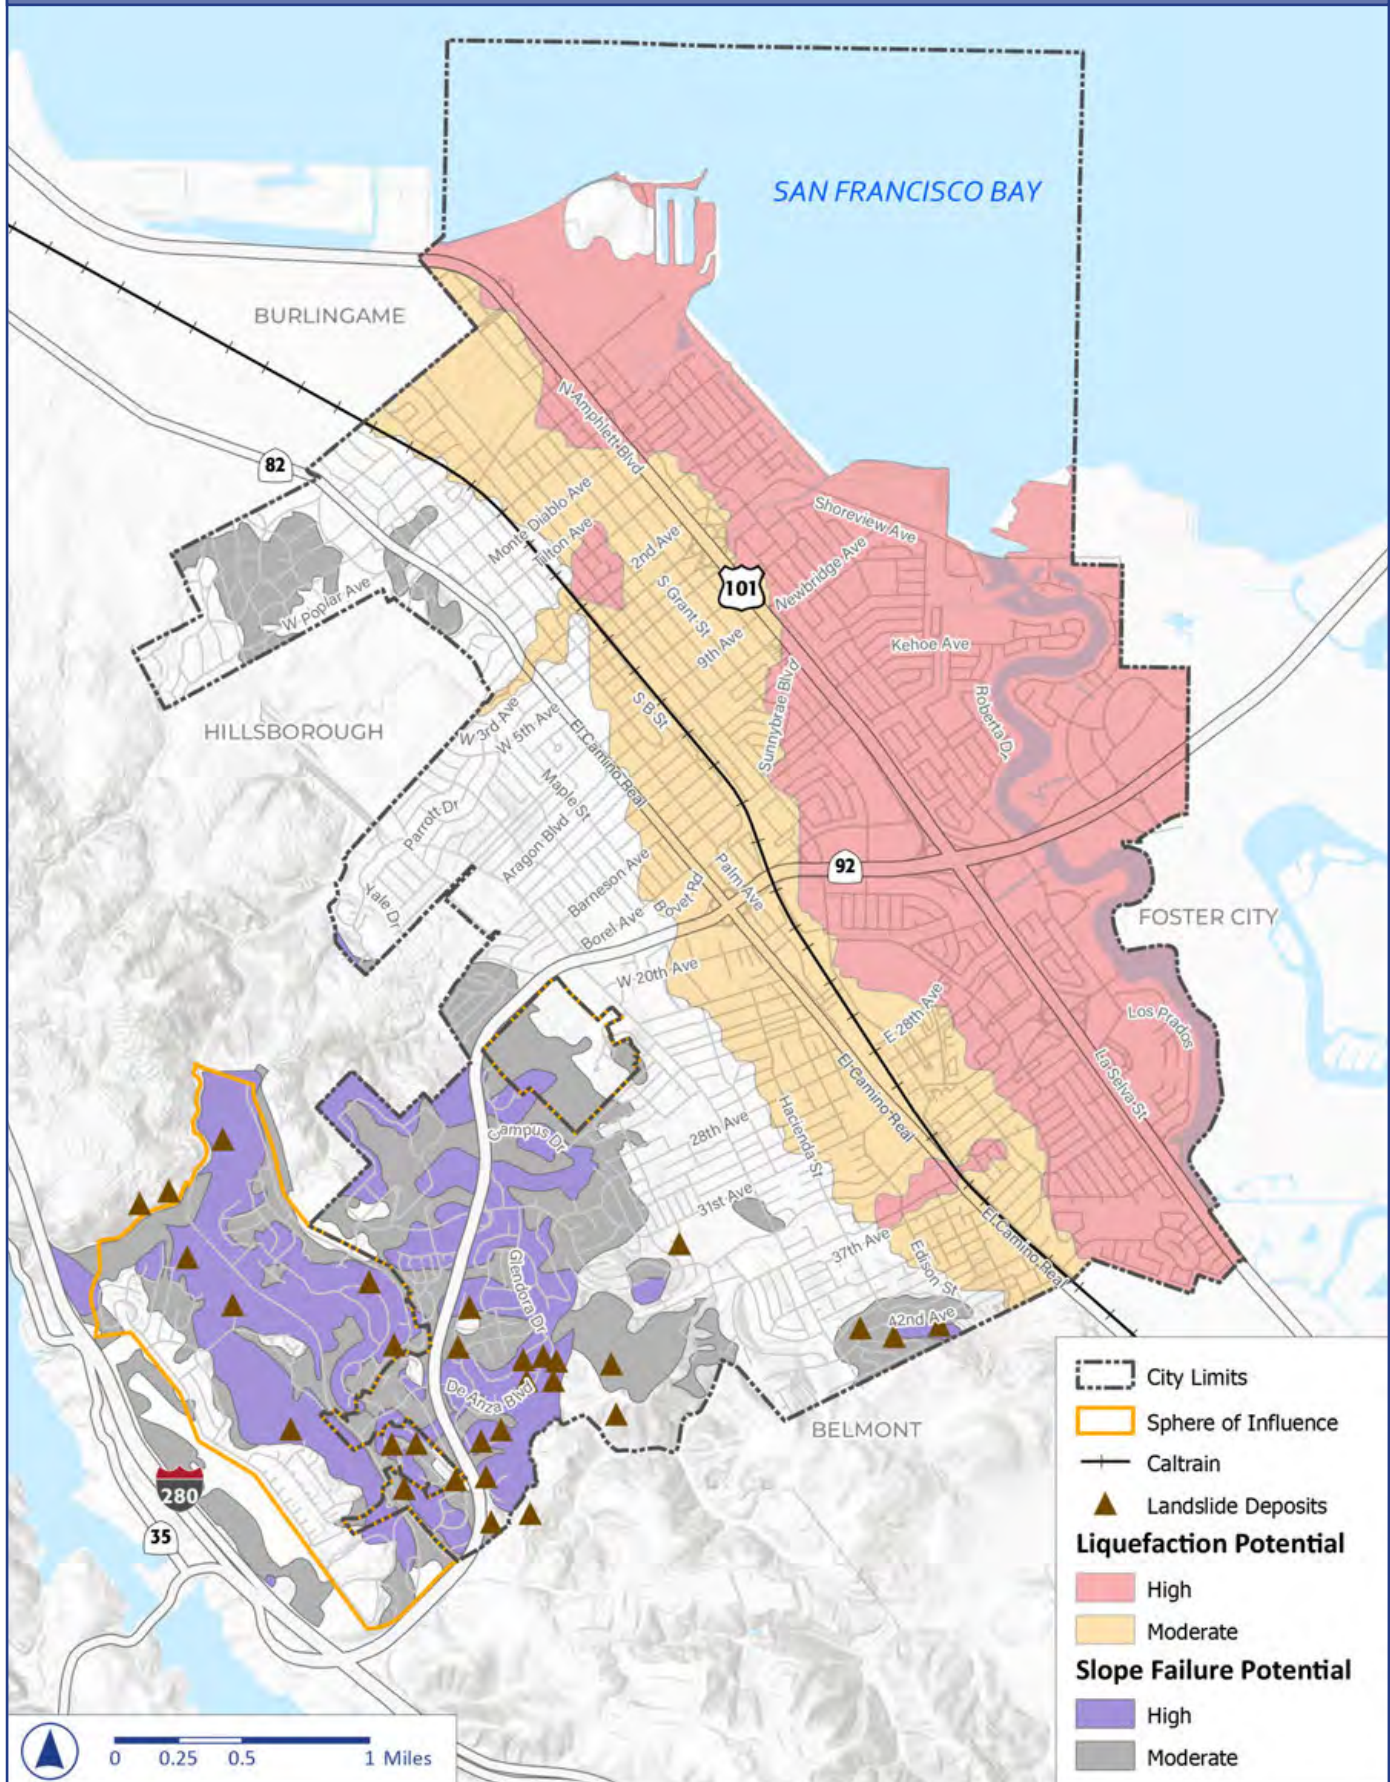 SAN FRANCISCO BAY
BURLINGAME
82
N Amphlett Blvd
Monte Diablo Ave
Tilton Ave
2nd Ave
Shoreview Ave
101
Newbridge Ave
S Grant St
W Poplar Ave
9th Ave
Kehoe Ave
Sunnybrae Blvd
Roberta Dr
HILLSBOROUGH
W 3rd Ave
W 5th Ave
S B St
El Camino Real
Maple St
Parrott Dr
Aragon Blvd
Yale Dr
Barneson Ave
Bovet Rd
Palm Ave
92
Borel Ave
FOSTER CITY
W 20th Ave
E 28th Ave
Los Prados
El Camino Real
La Selva St
Campus Dr
28th Ave
Hacienda St
31st Ave
37th Ave
El Camino Real
Edison St
Glendora Dr
42nd Ave
De Anza Blvd
BELMONT
280
35
City Limits
Sphere of Influence
Caltrain
Landslide Deposits
Liquefaction Potential
High
Moderate
Slope Failure Potential
High
Moderate
0 0.25 0.5 1 Miles